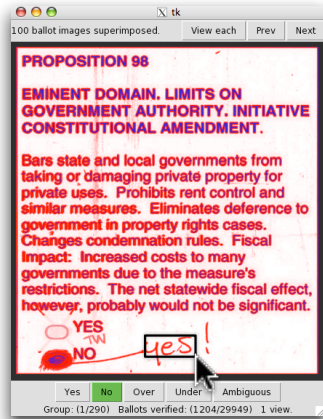 tk
100 ballot images superimposed. View each Prev Next
PROPOSITION 98
EMINENT DOMAIN. LIMITS ON
GOVERNMENT AUTHORITY. INITIATIVE
CONSTITUTIONAL AMENDMENT.
Bars state and local governments from
taking or damaging private property for
private uses. Prohibits rent control and
similar measures. Eliminates deference to
government in property rights cases.
Changes condemnation rules. Fiscal
Impact: Increased costs to many
governments due to the measure's
restrictions. The net statewide fiscal effect,
however, probably would not be significant.
YES
TW
NO yes!
Yes No Over Under Ambiguous
Group: (1/290) Ballots verified: (1204/29949) 1 view.